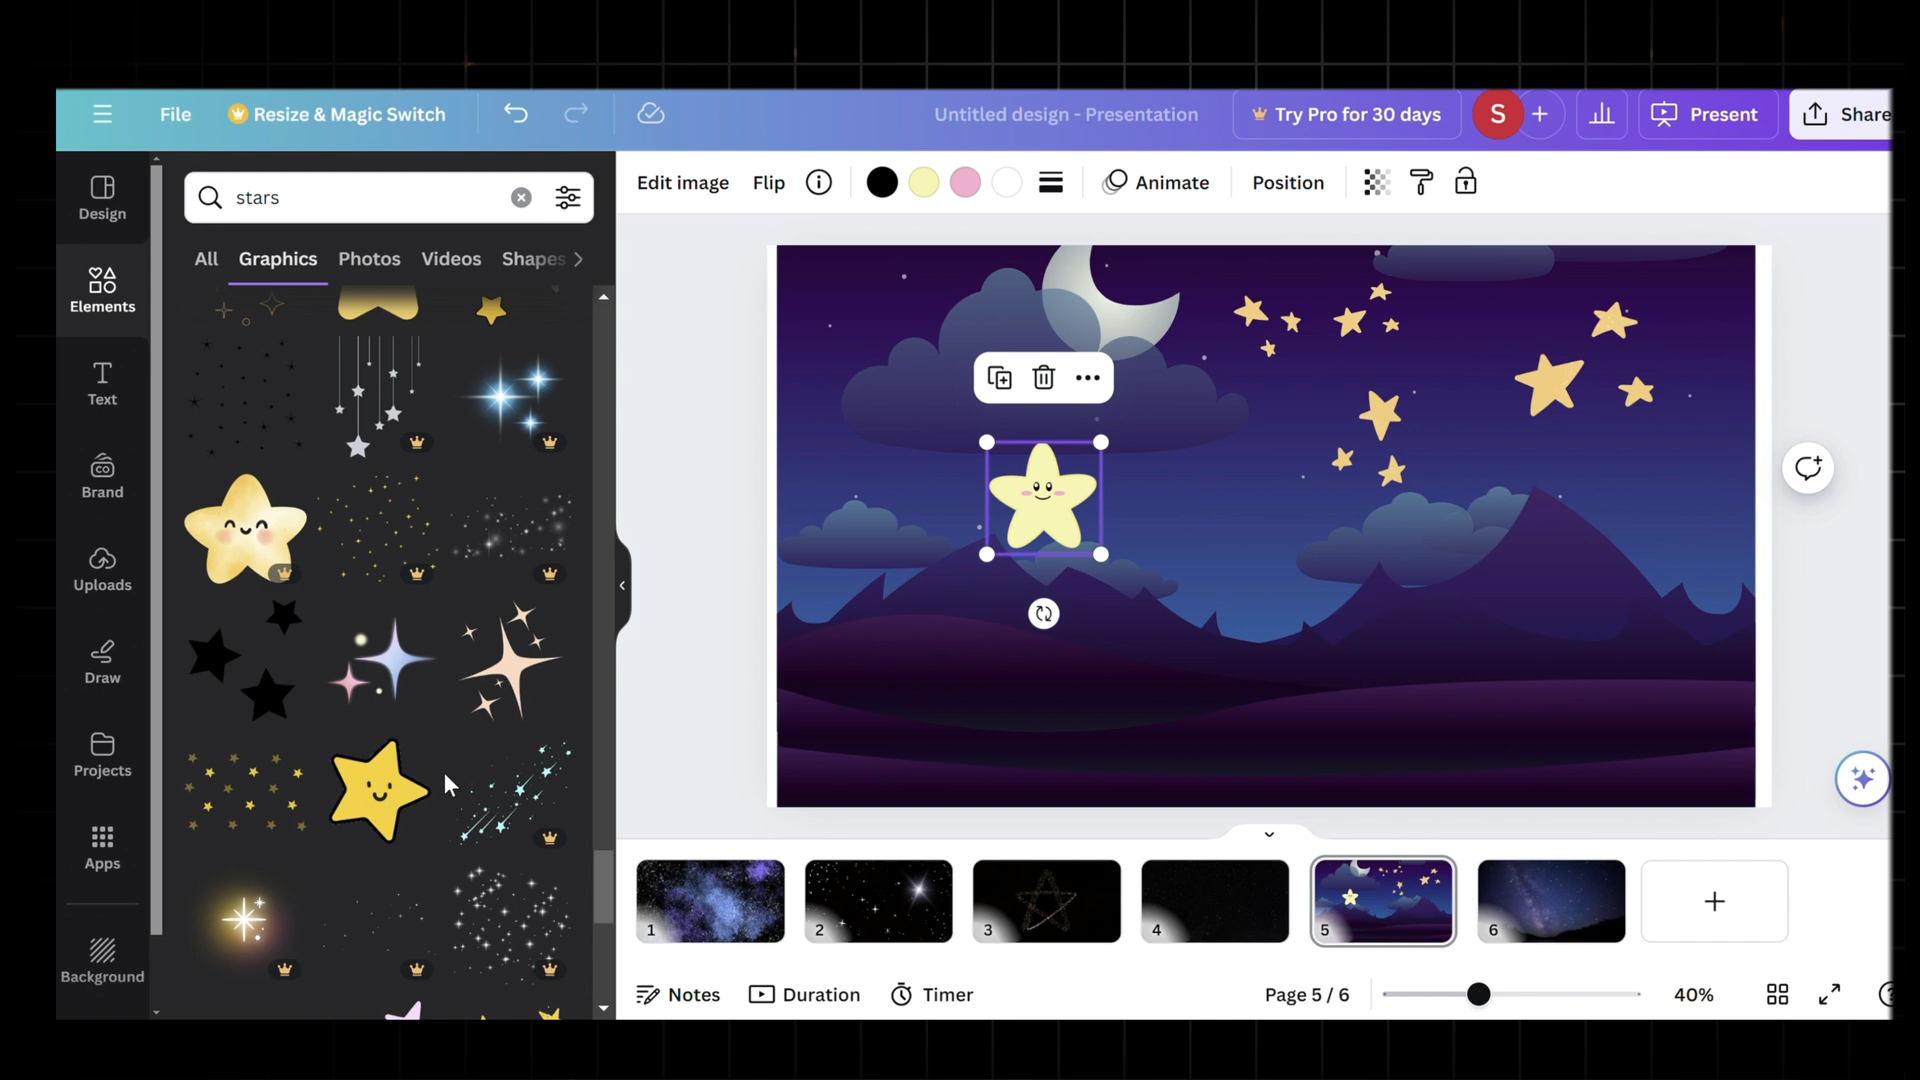 File
Resize & Magic Switch
Untitled design - Presentation
Try Pro for 30 days
S
Present
Share
Design
Elements
Text
Brand
Uploads
Draw
Projects
Apps
Background
stars
All Graphics Photos Videos Shapes
Edit image Flip
Animate
Position
CO
1 2 3 4 5 6
Notes Duration Timer
Page 5 / 6
40%